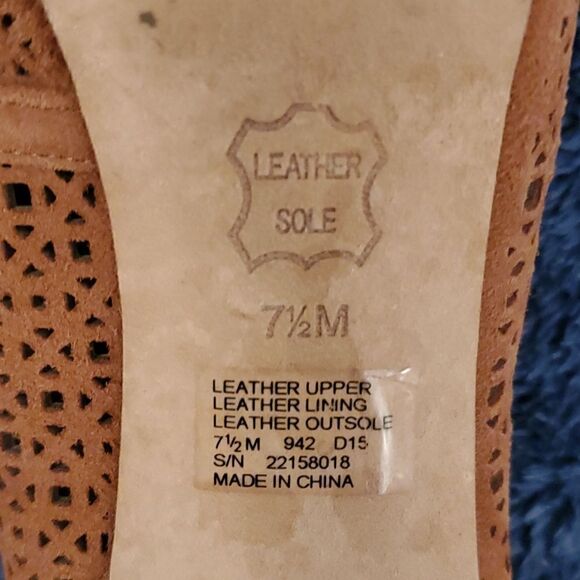 LEATHER
SOLE
7½M
LEATHER UPPER
LEATHER LINING
LEATHER OUTSOLE
7½M 942 D15
S/N 22158018
MADE IN CHINA